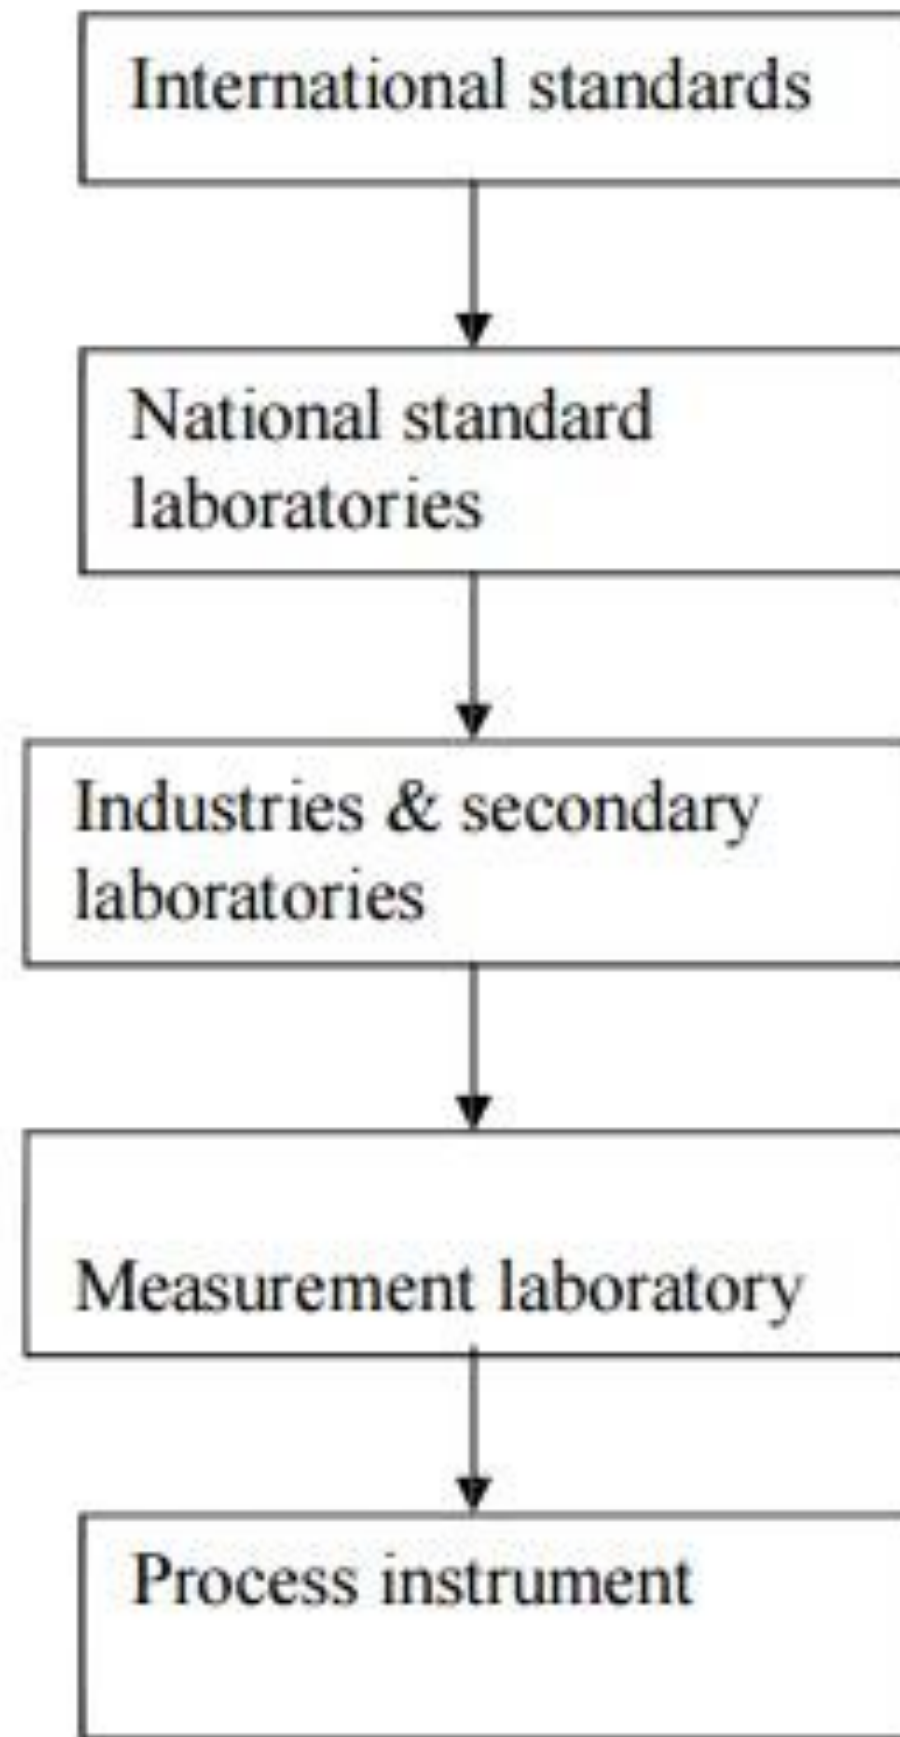 International standards
National standard
laboratories
Industries & secondary
laboratories
Measurement laboratory
Process instrument